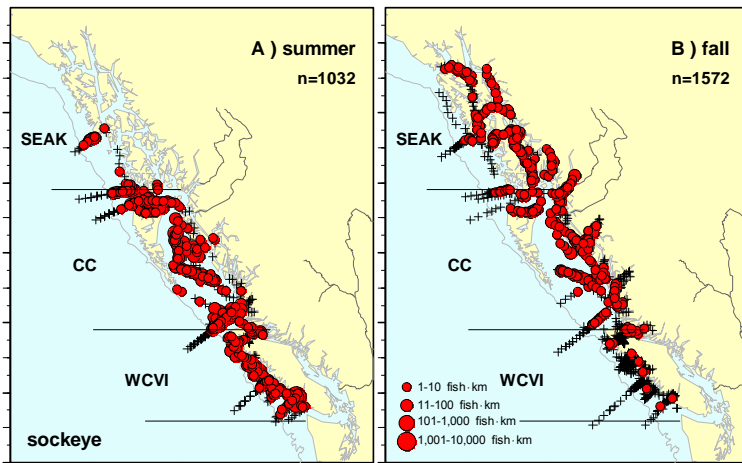 A ) summer
n=1032
SEAK
CC
WCVI
sockeye
B ) fall
n=1572
SEAK
CC
WCVI
1-10 fish·km
11-100 fish·km
101-1,000 fish·km
1,001-10,000 fish·km